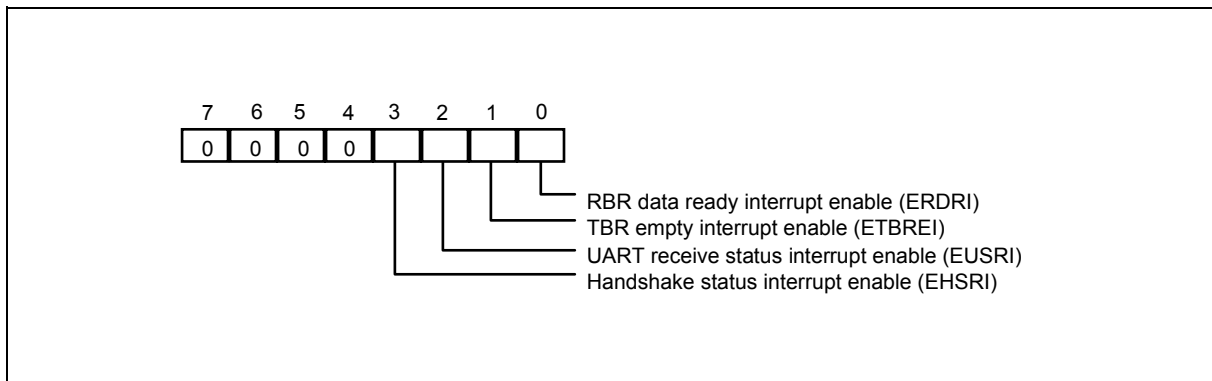 7 6 5 4 3 2 1 0
0 0 0 0
RBR data ready interrupt enable (ERDRI)
TBR empty interrupt enable (ETBREI)
UART receive status interrupt enable (EUSRI)
Handshake status interrupt enable (EHSRI)